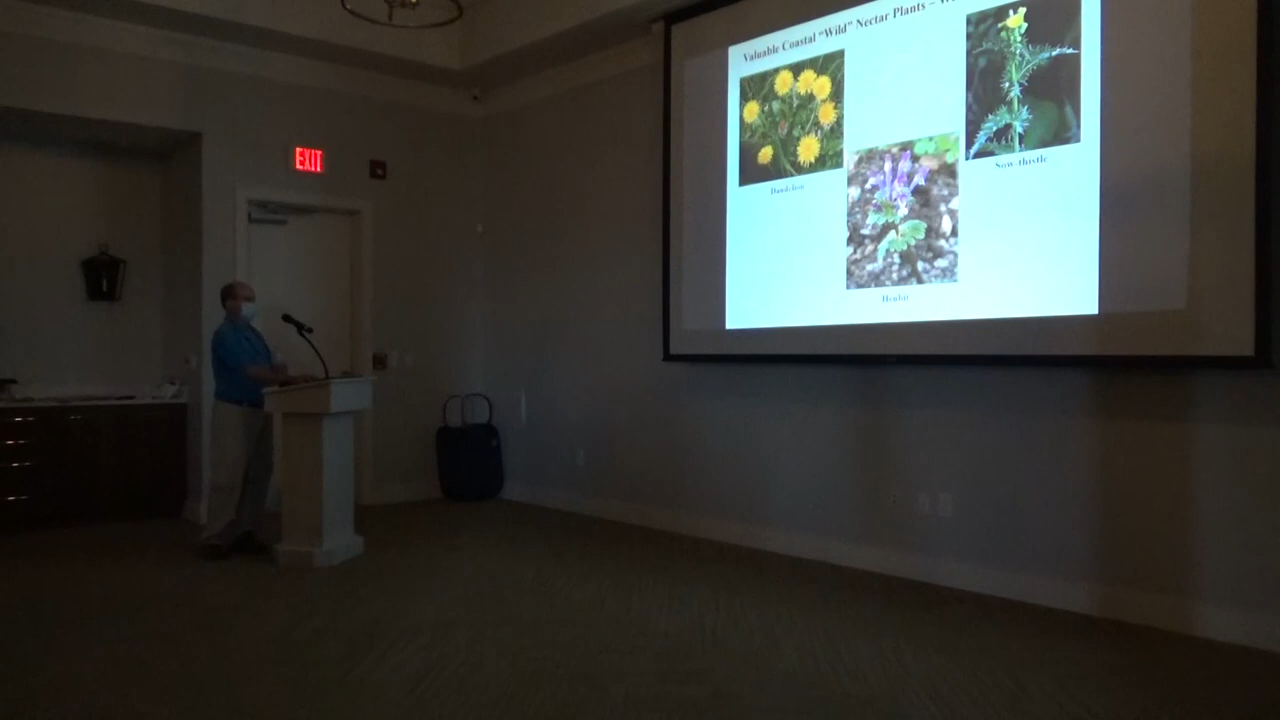 Valuable Coastal “Wild” Nectar Plants –
EXIT
Sow-thistle
Dandelion
Henbit